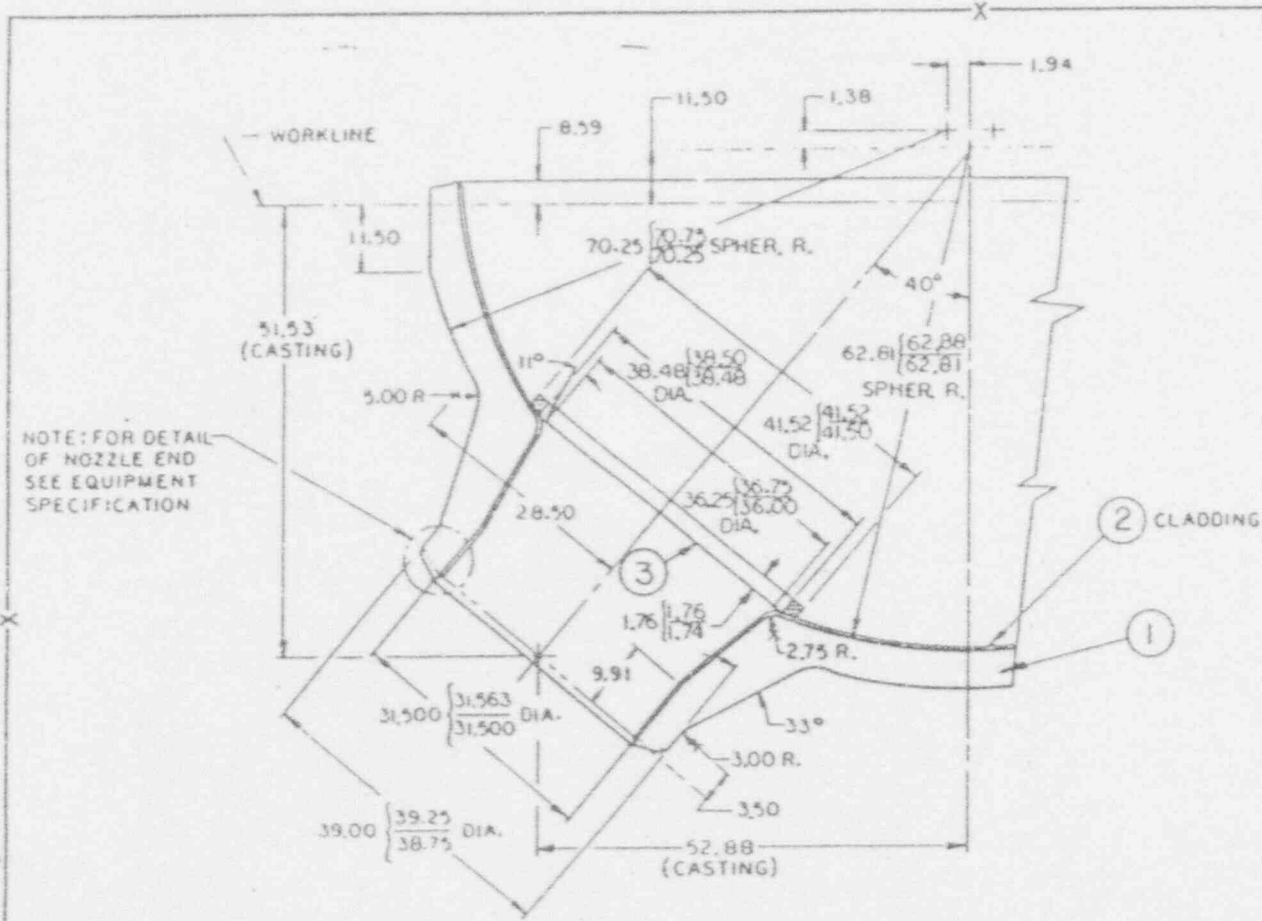 X
1.94
11.50
1.38
8.59
WORKLINE
11.50
70.25 {70.75 SPHER. R.
70.25
40°
51.53
(CASTING)
11°
38.48 {38.50
38.48
DIA.
62.81 {62.88
62.81
SPHER. R.
5.00 R
41.52 {41.52
41.50
DIA.
NOTE: FOR DETAIL
OF NOZZLE END
SEE EQUIPMENT
SPECIFICATION
36.25 {36.75
36.00
DIA.
28.50
2 CLADDING
3
X
1.76 {1.76
1.74
1
2.75 R.
9.91
31.500 {31.563 DIA.
31.500
33°
3.00 R.
3.50
39.00 {39.25 DIA.
38.75
52.88
(CASTING)